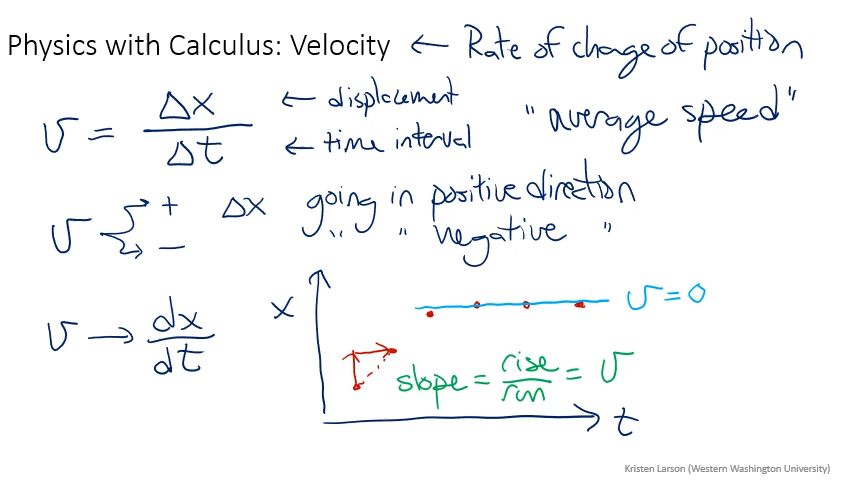 Physics with Calculus: Velocity ← Rate of change of position
v = Δx / Δt ← displacement
← time interval
"average speed"
v + Δx going in positive direction
− " " negative "
v → dx / dt
x
v = 0
slope = rise / run = v
t
Kristen Larson (Western Washington University)